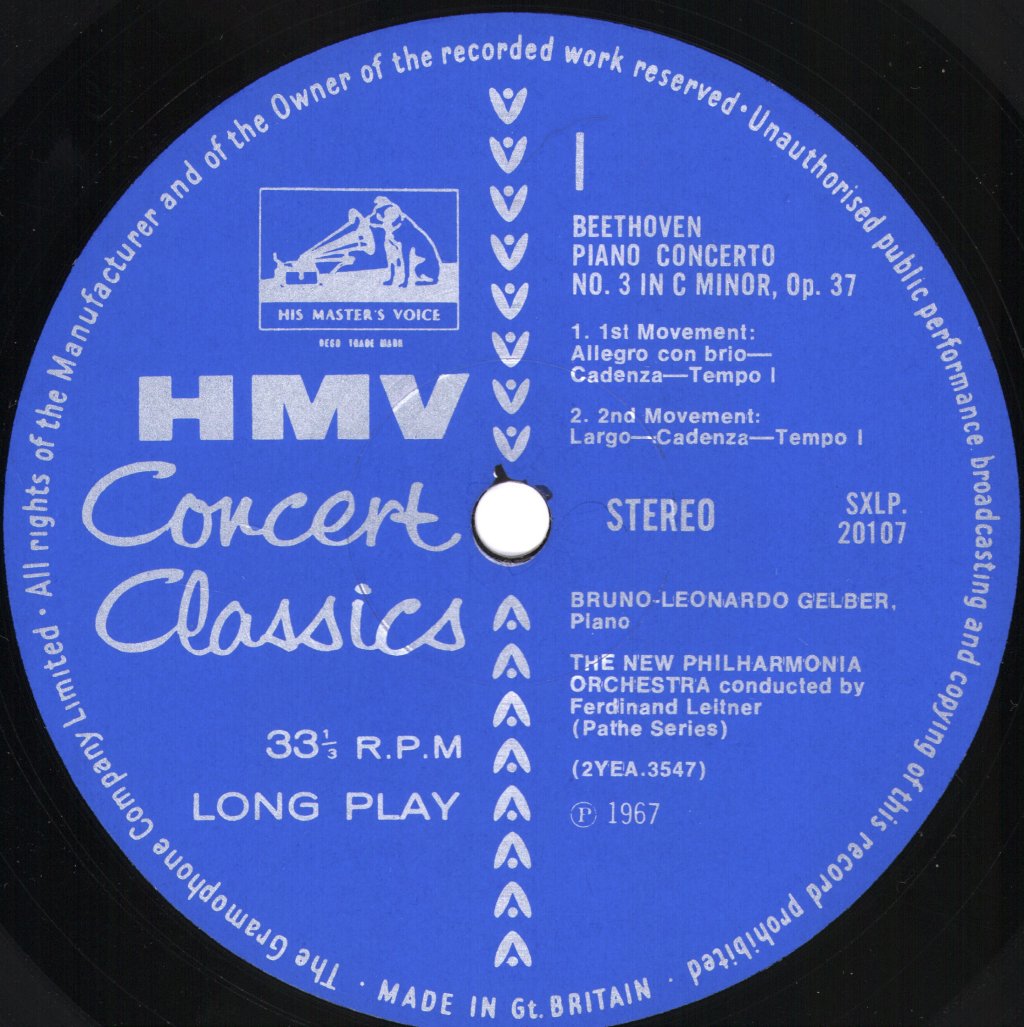 The Gramophone Company Limited · All rights of the Manufacturer and of the Owner of the recorded work reserved · Unauthorised public performance, broadcasting and copying of this record prohibited ·
HIS MASTER'S VOICE
REGD TRADE MARK
HMV
Concert
Classics
33⅓ R.P.M
LONG PLAY
I
BEETHOVEN
PIANO CONCERTO
NO. 3 IN C MINOR, Op. 37
1. 1st Movement:
Allegro con brio—
Cadenza—Tempo I
2. 2nd Movement:
Largo—Cadenza—Tempo I
STEREO
SXLP.
20107
BRUNO-LEONARDO GELBER,
Piano
THE NEW PHILHARMONIA
ORCHESTRA conducted by
Ferdinand Leitner
(Pathe Series)
(2YEA.3547)
℗ 1967
· MADE IN Gt. BRITAIN ·